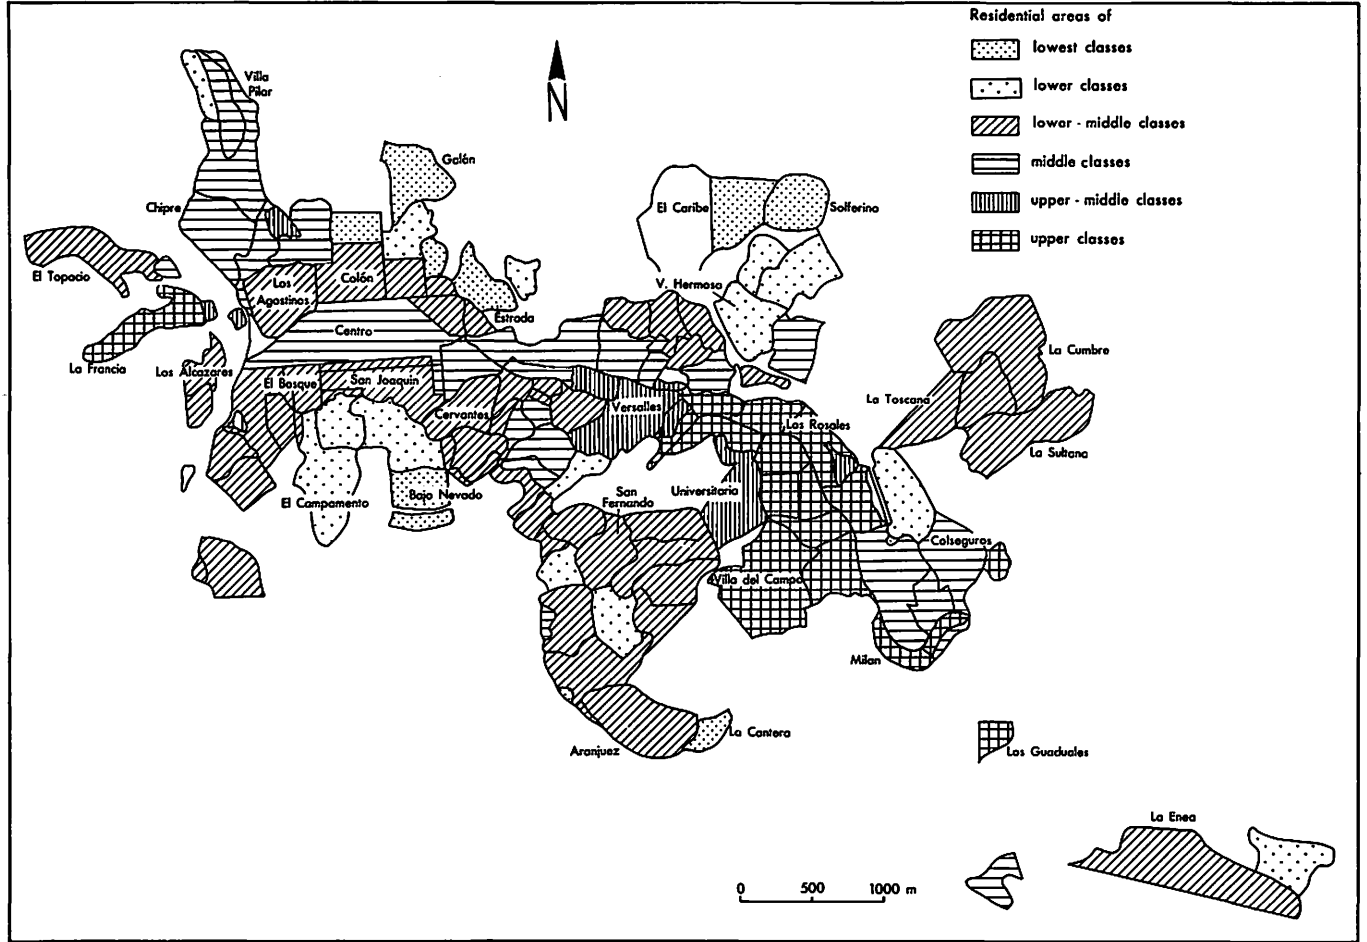 Residential areas of
lowest classes
lower classes
lower - middle classes
middle classes
upper - middle classes
upper classes
N
Villa
Pilar
Galán
Chipre
El Caribe
Solferino
El Topacio
Los
Agostinos
Colón
V. Hermosa
Estrada
Centro
La Francia
Los Alcazares
El Bosque
San Joaquin
Cervantes
Versalles
Los Rosales
La Cumbre
La Toscana
La Sultana
El Campamento
Bajo Nevado
San
Fernando
Universitaria
Colseguros
Villa del Campo
Milan
Aranjuez
La Cantera
Los Guaduales
La Enea
0 500 1000 m